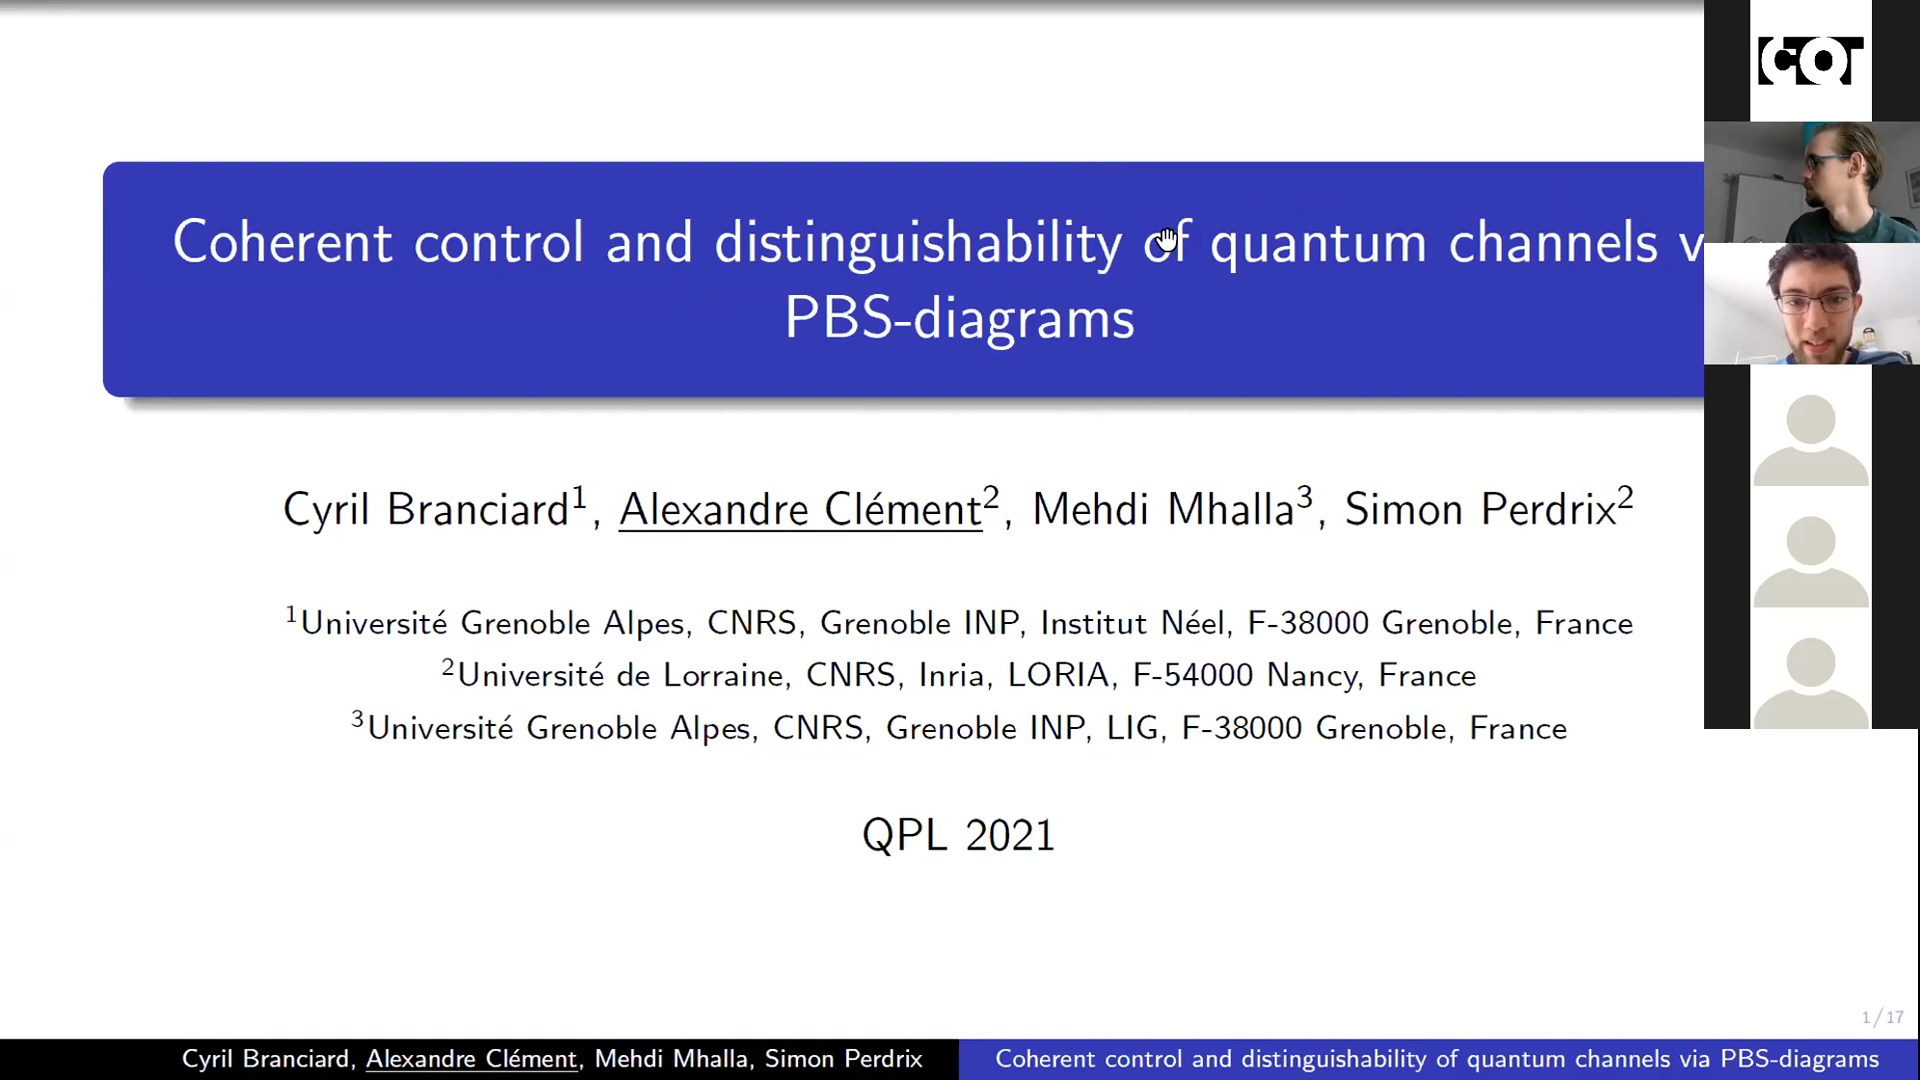 CQT
Coherent control and distinguishability of quantum channels v
PBS-diagrams
Cyril Branciard¹, Alexandre Clément², Mehdi Mhalla³, Simon Perdrix²
¹Université Grenoble Alpes, CNRS, Grenoble INP, Institut Néel, F-38000 Grenoble, France
²Université de Lorraine, CNRS, Inria, LORIA, F-54000 Nancy, France
³Université Grenoble Alpes, CNRS, Grenoble INP, LIG, F-38000 Grenoble, France
QPL 2021
1 / 17
Cyril Branciard, Alexandre Clément, Mehdi Mhalla, Simon Perdrix
Coherent control and distinguishability of quantum channels via PBS-diagrams